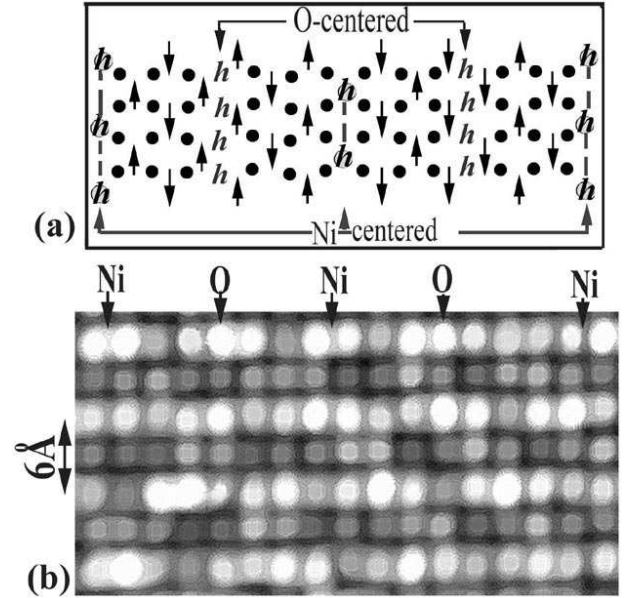 O-centered
h h h h h
h h h h
h h h h
h h h h
(a)
Ni-centered
Ni O Ni O Ni
6Å
(b)